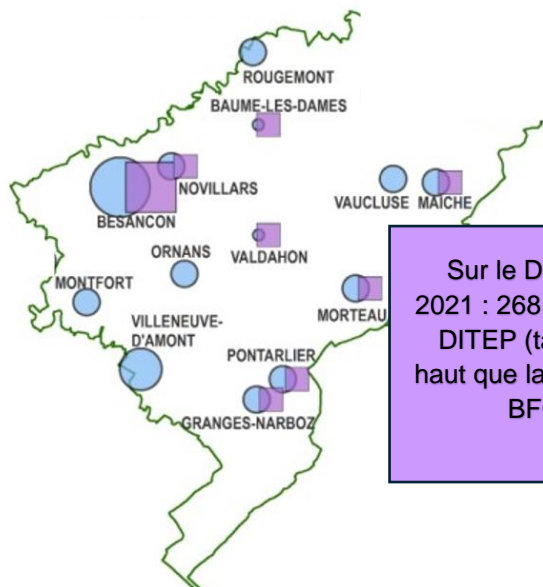 ROUGEMONT
BAUME-LES-DAMES
NOVILLARS
BESANCON
VAUCLUSE
MAICHE
ORNANS
VALDAHON
MONTFORT
MORTEAU
VILLENEUVE-
D'AMONT
PONTARLIER
GRANGES-NARBOZ
Sur le D
2021 : 268
DITEP (ta
haut que la
BF